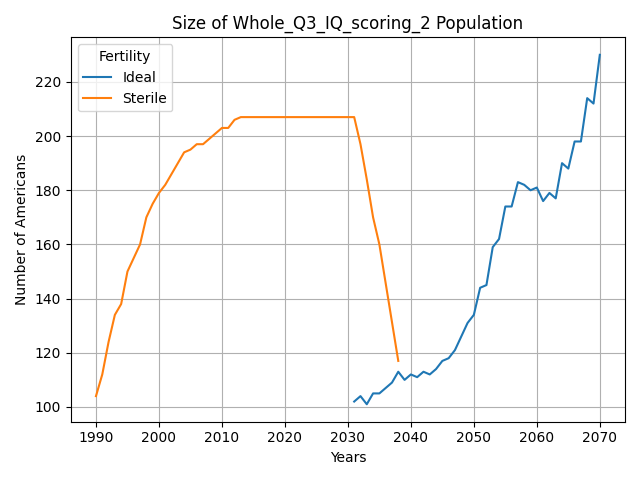 Size of Whole_Q3_IQ_scoring_2 Population
Fertility
Ideal
Sterile
Number of Americans
220
200
180
160
140
120
100
1990 2000 2010 2020 2030 2040 2050 2060 2070
Years